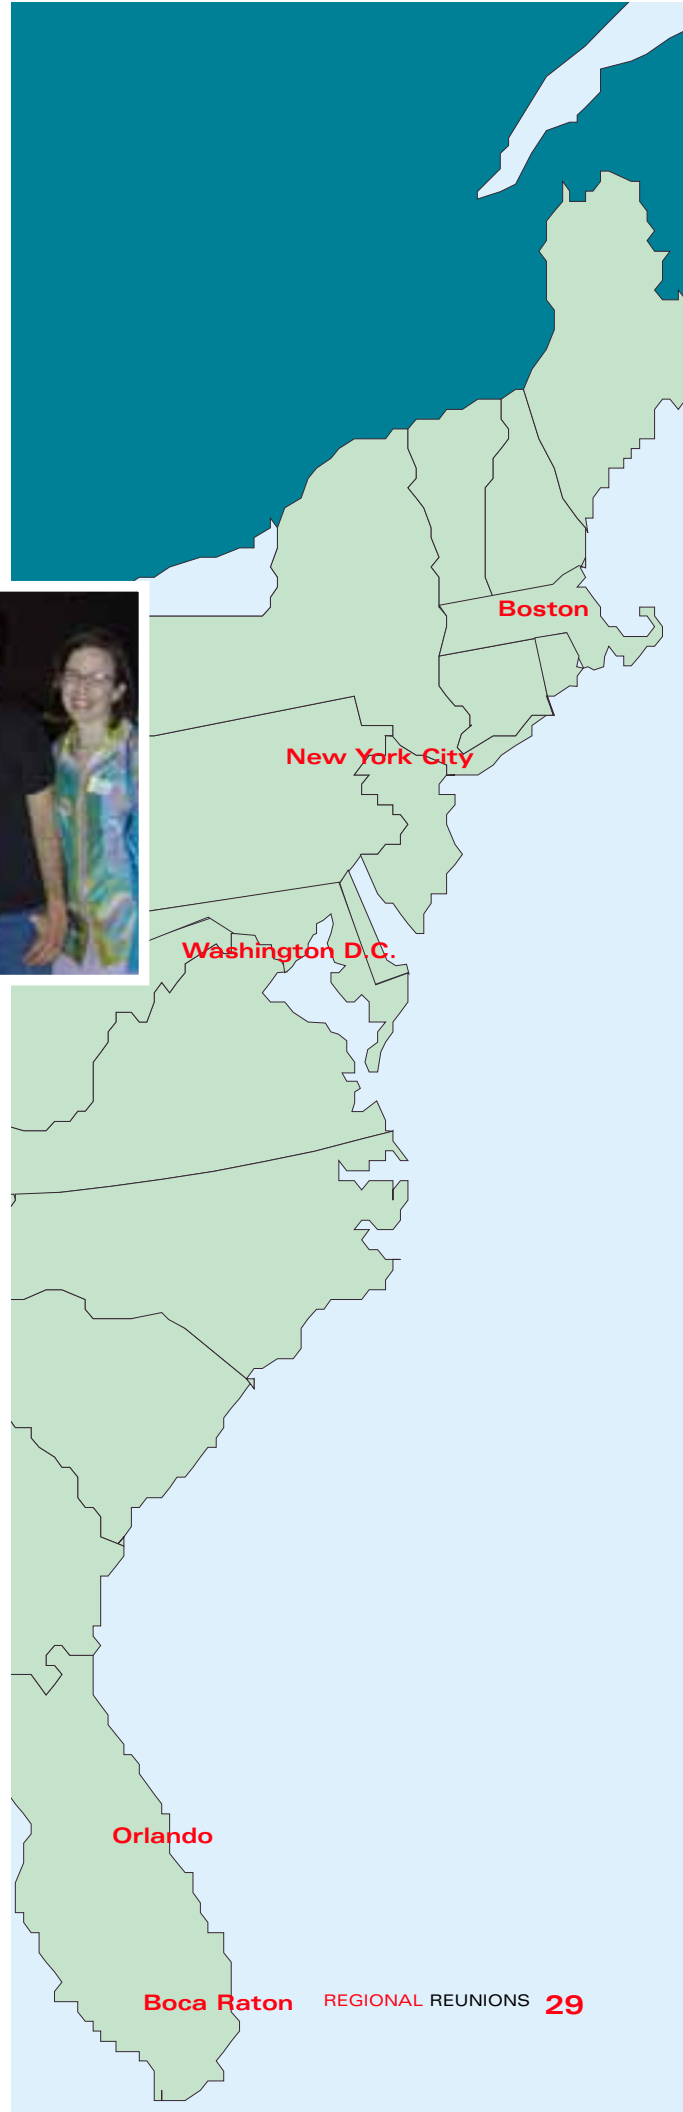 Boston
New York City
Washington D.C.
Orlando
Boca Raton
REGIONAL REUNIONS 29